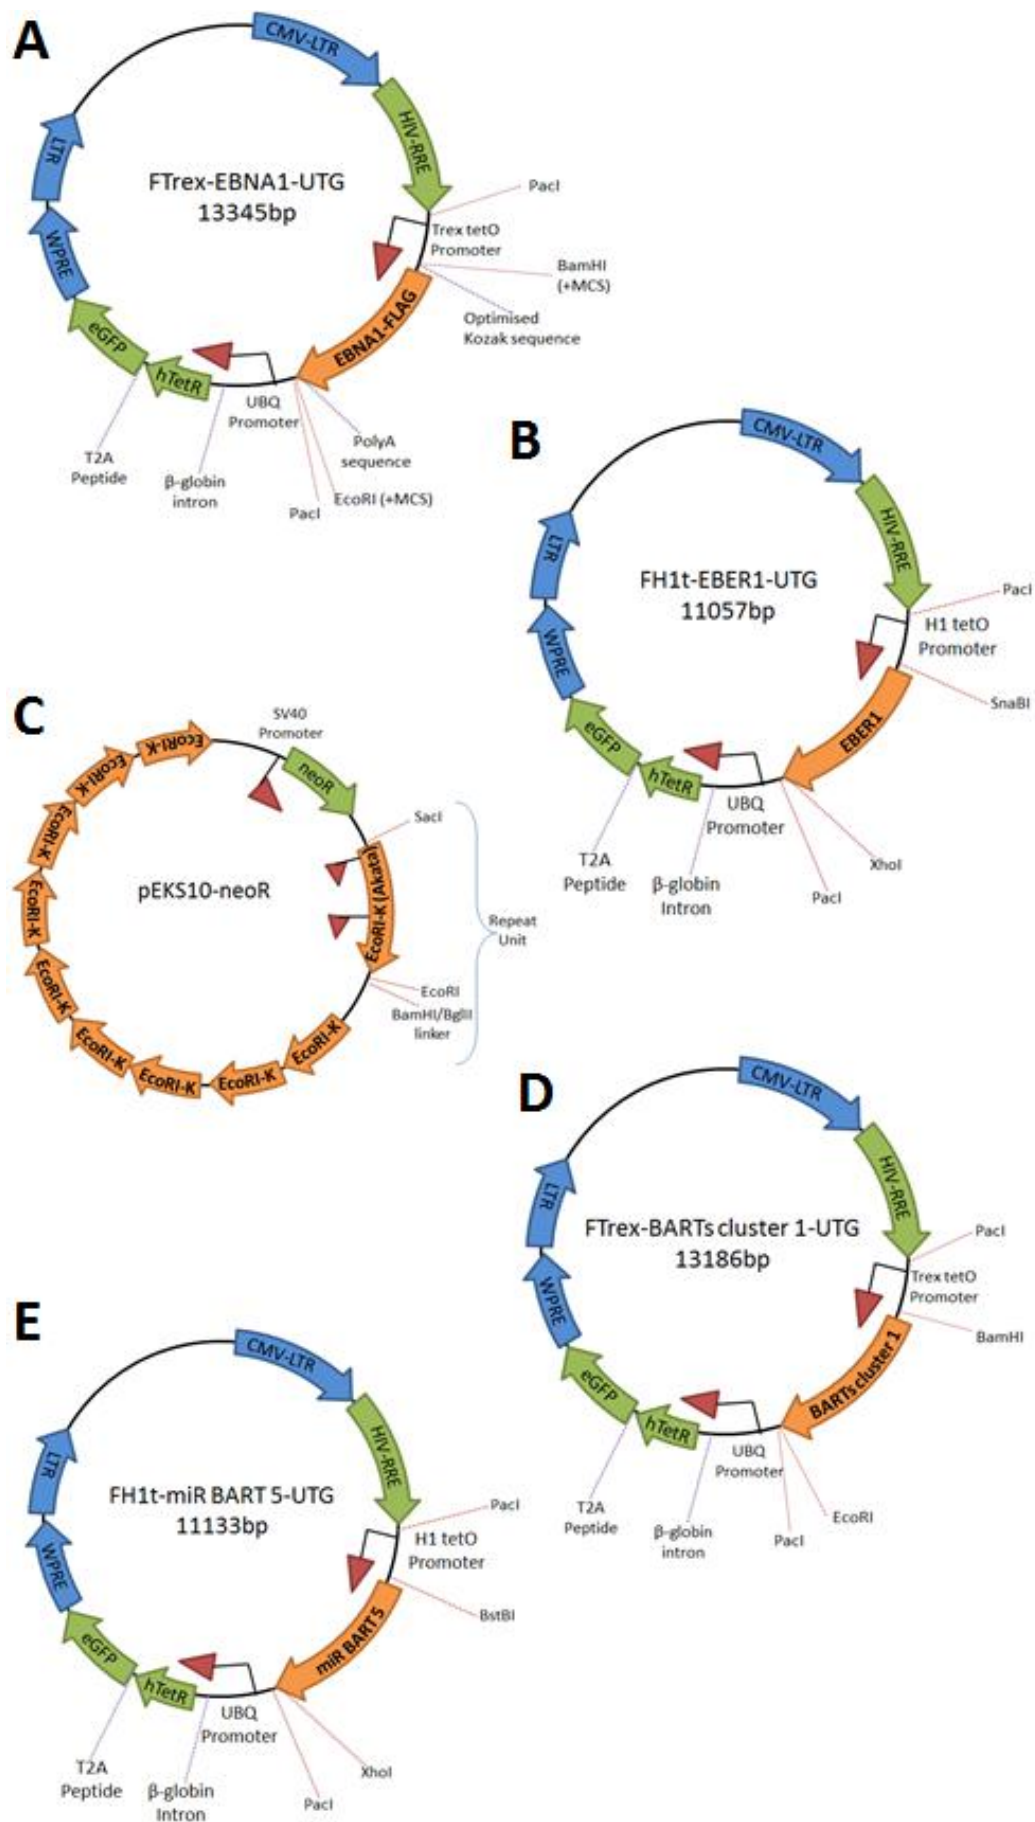 A
CMV-LTR
HIV-RRE
LTR
FTrex-EBNA1-UTG
13345bp
PacI
Trex tetO
Promoter
BamHI
(+MCS)
WPRE
Optimised
Kozak sequence
EBNA1-FLAG
eGFP
hTetR
UBQ
Promoter
PolyA
sequence
T2A
Peptide
β-globin
intron
EcoRI (+MCS)
PacI
B
CMV-LTR
HIV-RRE
LTR
FH1t-EBER1-UTG
11057bp
PacI
H1 tetO
Promoter
WPRE
SnaBI
EBER1
eGFP
hTetR
UBQ
Promoter
T2A
Peptide
β-globin
Intron
XhoI
PacI
C
SV40
Promoter
EcoRI-K
EcoRI-K
neoR
EcoRI-K
SacI
pEKS10-neoR
EcoRI-K (Akata)
EcoRI-K
Repeat
Unit
EcoRI-K
EcoRI
BamHI/BglII
linker
EcoRI-K
EcoRI-K
EcoRI-K
EcoRI-K
D
CMV-LTR
HIV-RRE
LTR
FTrex-BARTs cluster 1-UTG
13186bp
PacI
Trex tetO
Promoter
WPRE
BamHI
BARTs cluster 1
eGFP
hTetR
UBQ
Promoter
T2A
Peptide
β-globin
intron
EcoRI
PacI
E
CMV-LTR
HIV-RRE
LTR
FH1t-miR BART 5-UTG
11133bp
PacI
H1 tetO
Promoter
WPRE
BstBI
miR BART 5
eGFP
hTetR
UBQ
Promoter
T2A
Peptide
β-globin
Intron
XhoI
PacI